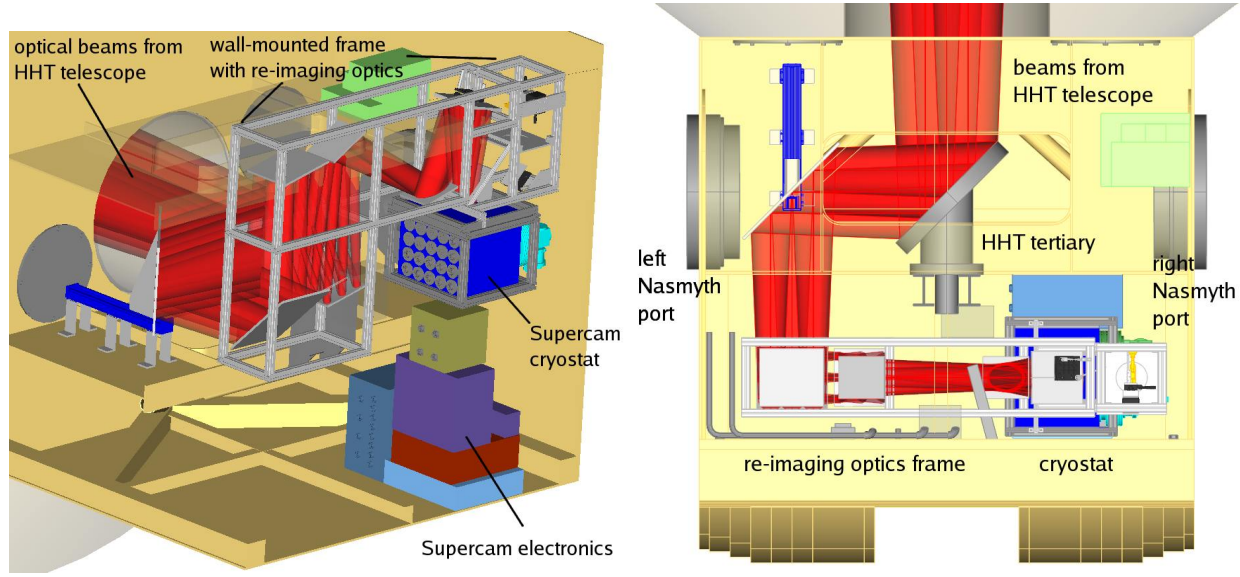 optical beams from
HHT telescope
wall-mounted frame
with re-imaging optics
Supercam
cryostat
Supercam electronics
beams from
HHT telescope
HHT tertiary
left
Nasmyth
port
right
Nasmyth
port
re-imaging optics frame
cryostat